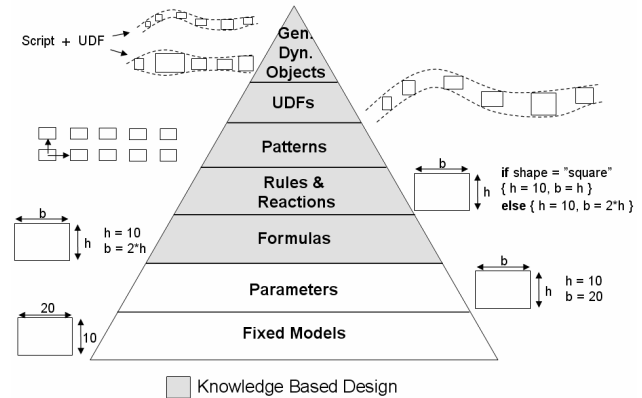 Script + UDF
Gen.
Dyn.
Objects
UDFs
Patterns
b
h
if shape = "square"
{ h = 10, b = h }
else { h = 10, b = 2*h }
Rules &
Reactions
b
h
h = 10
b = 2*h
Formulas
b
h
h = 10
b = 20
Parameters
20
10
Fixed Models
Knowledge Based Design